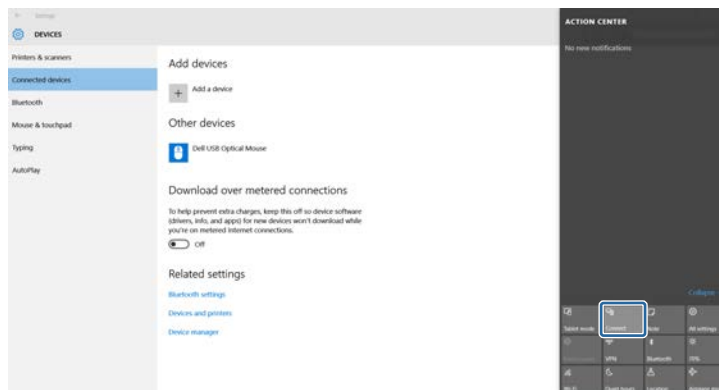 Settings
DEVICES
Printers & scanners
Connected devices
Bluetooth
Mouse & touchpad
Typing
AutoPlay
Add devices
Add a device
Other devices
Dell USB Optical Mouse
Download over metered connections
To help prevent extra charges, keep this off so device software
(drivers, info, and apps) for new devices won't download while
you're on metered Internet connections.
Off
Related settings
Bluetooth settings
Devices and printers
Device manager
ACTION CENTER
No new notifications
Collapse
Tablet mode Connect Note All settings
VPN Bluetooth
Wi-Fi Quiet hours Location